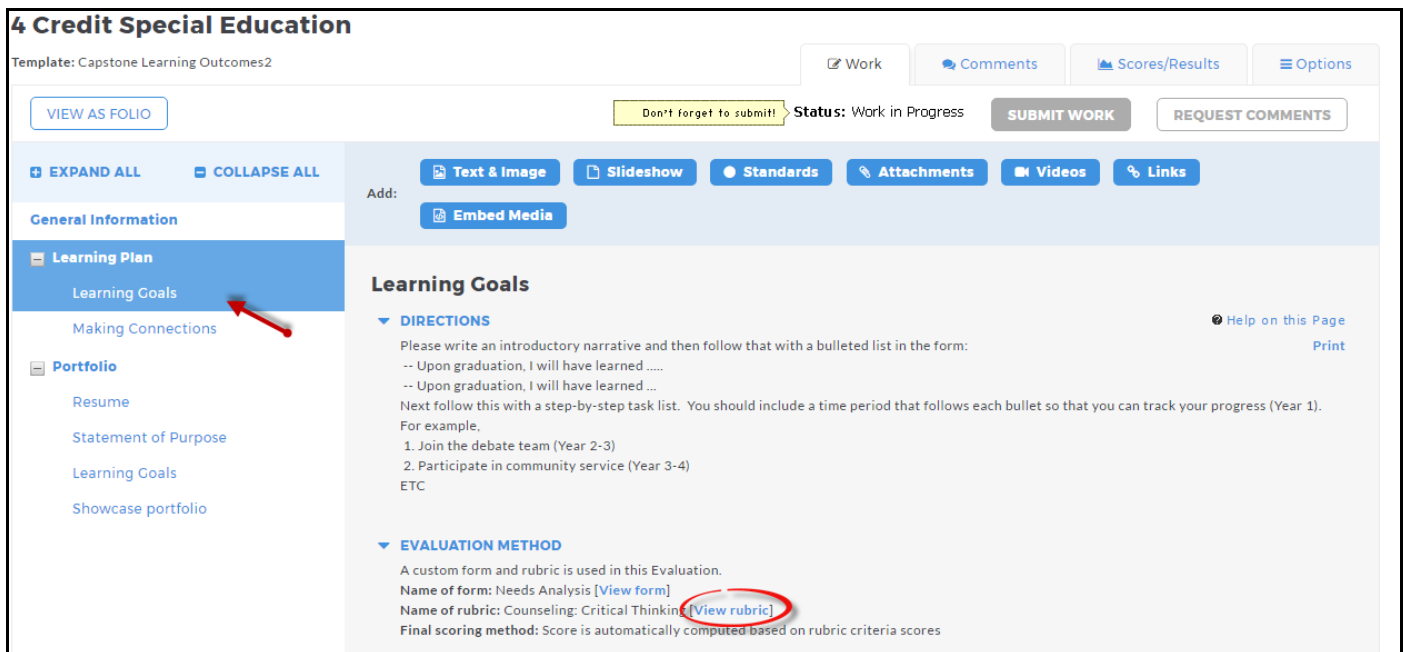 4 Credit Special Education
Template: Capstone Learning Outcomes2
Work
Comments
Scores/Results
Options
VIEW AS FOLIO
Don't forget to submit!
Status: Work in Progress
SUBMIT WORK
REQUEST COMMENTS
EXPAND ALL
COLLAPSE ALL
General Information
Learning Plan
Learning Goals
Making Connections
Portfolio
Resume
Statement of Purpose
Learning Goals
Showcase portfolio
Add:
Text & Image
Slideshow
Standards
Attachments
Videos
Links
Embed Media
Learning Goals
DIRECTIONS
Help on this Page
Print
Please write an introductory narrative and then follow that with a bulleted list in the form:
-- Upon graduation, I will have learned .....
-- Upon graduation, I will have learned ...
Next follow this with a step-by-step task list. You should include a time period that follows each bullet so that you can track your progress (Year 1).
For example,
1. Join the debate team (Year 2-3)
2. Participate in community service (Year 3-4)
ETC
EVALUATION METHOD
A custom form and rubric is used in this Evaluation.
Name of form: Needs Analysis [View form]
Name of rubric: Counseling: Critical Thinking [View rubric]
Final scoring method: Score is automatically computed based on rubric criteria scores